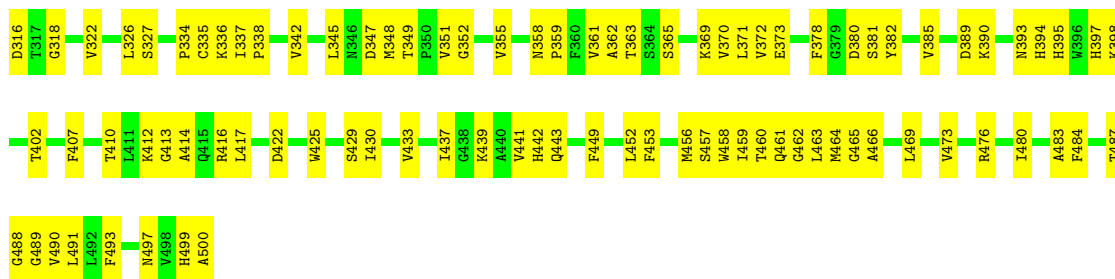 D316 T317 G318 V322 L326 S327 P334 C335 K336 I337 P338 V342 L345 N346 D347 M348 T349 P350 V351 G352 V355 N358 P359 F360 V361 A362 T363 S364 S365 K369 V370 L371 V372 E373 F378 G379 D380 S381 Y382 V385 D389 K390 N393 H394 H395 W396 H397
T402 F407 T410 L411 K412 G413 A414 Q415 R416 L417 D422 W425 S429 I430 V433 I437 G438 K439 A440 V441 H442 Q443 F449 L452 F453 M456 S457 W458 I459 T460 Q461 G462 L463 M464 G465 A466 L469 V473 R476 I480 A483 F484
G488 G489 V490 L491 L492 F493 N497 V498 H499 A500